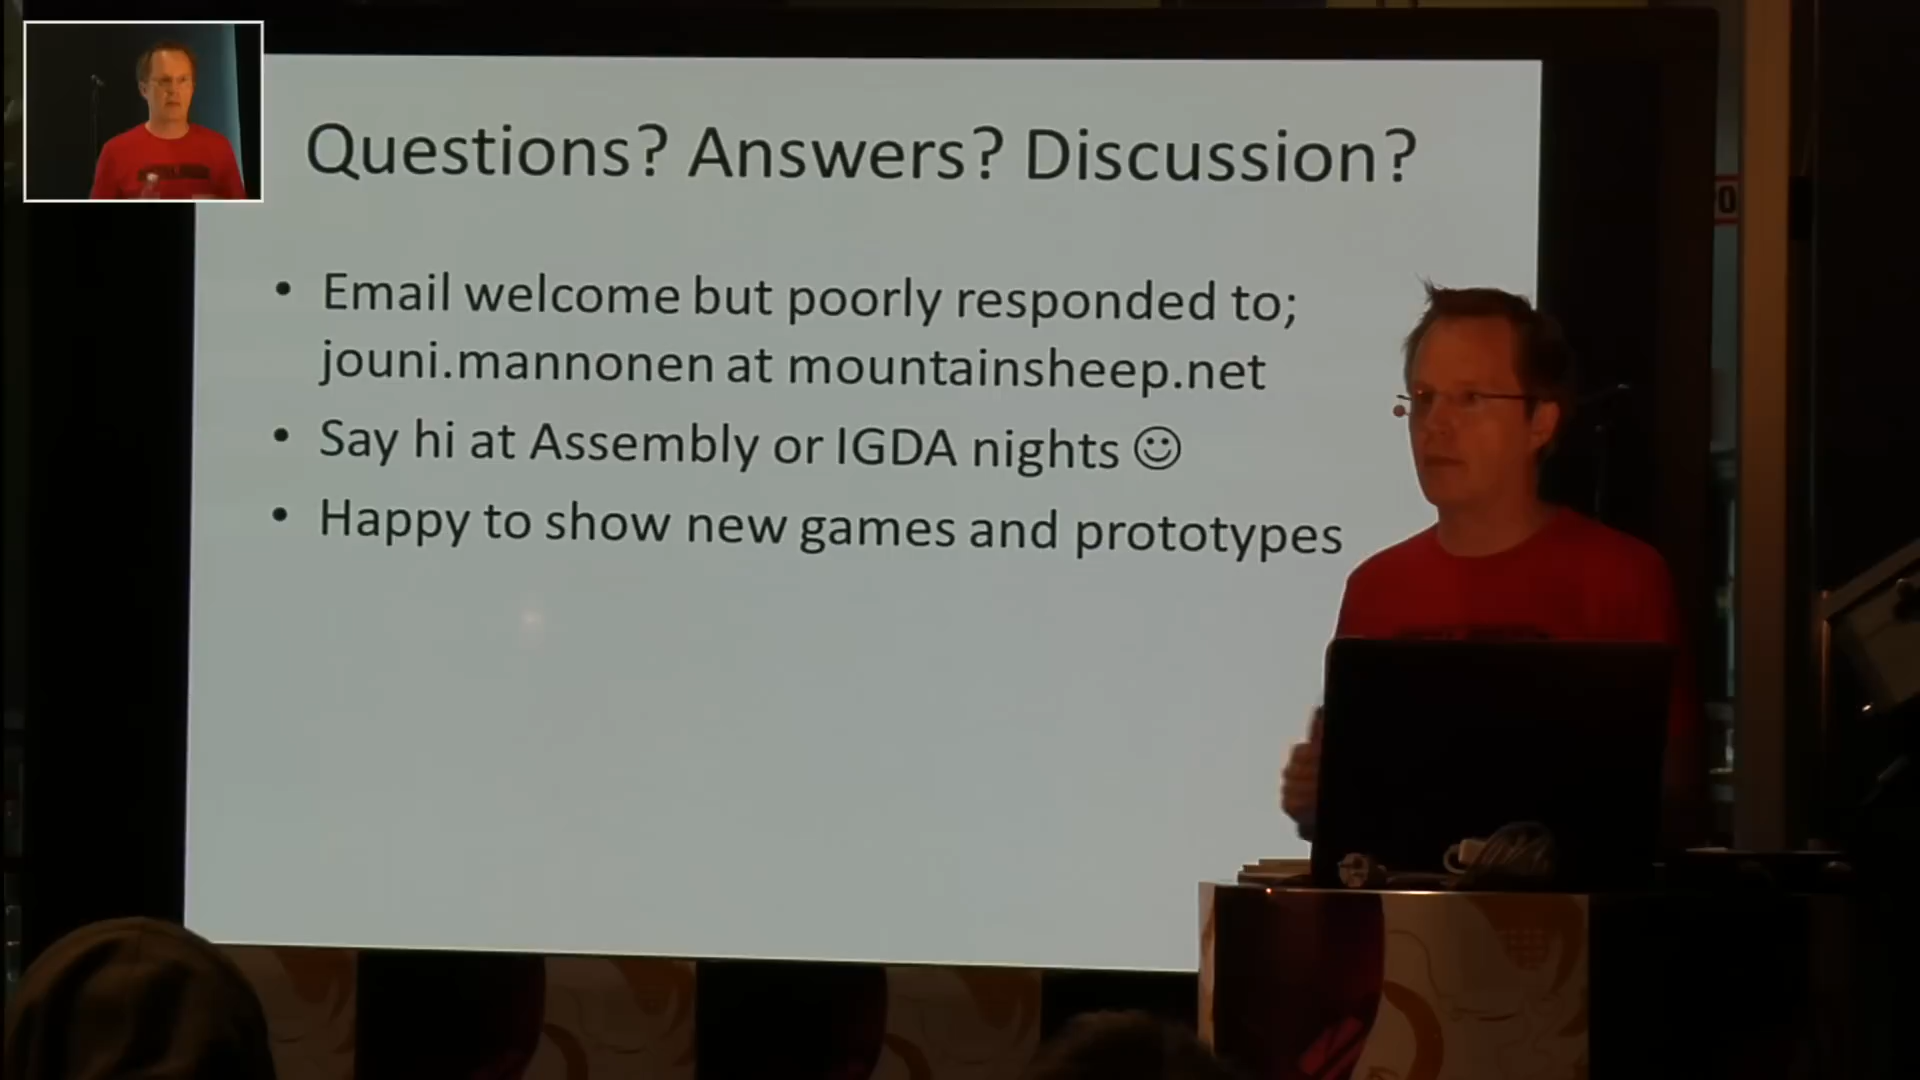 Questions? Answers? Discussion?
• Email welcome but poorly responded to;
jouni.mannonen at mountainsheep.net
• Say hi at Assembly or IGDA nights ☺
• Happy to show new games and prototypes